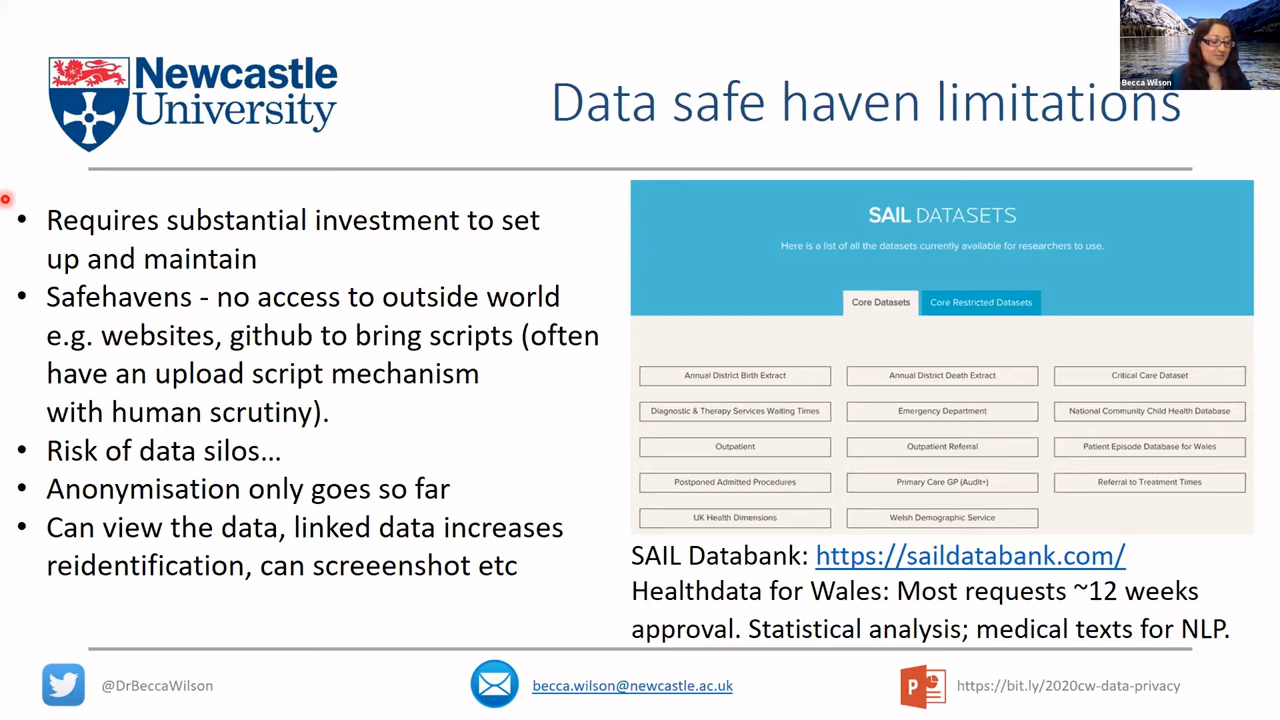 Newcastle
University
Data safe haven limitations
Becca Wilson
• Requires substantial investment to set
up and maintain
• Safehavens - no access to outside world
e.g. websites, github to bring scripts (often
have an upload script mechanism
with human scrutiny).
• Risk of data silos…
• Anonymisation only goes so far
• Can view the data, linked data increases
reidentification, can screeenshot etc
SAIL DATASETS
Here is a list of all the datasets currently available for researchers to use.
Core Datasets
Core Restricted Datasets
Annual District Birth Extract
Annual District Death Extract
Critical Care Dataset
Diagnostic & Therapy Services Waiting Times
Emergency Department
National Community Child Health Database
Outpatient
Outpatient Referral
Patient Episode Database for Wales
Postponed Admitted Procedures
Primary Care GP (Audit+)
Referral to Treatment Times
UK Health Dimensions
Welsh Demographic Service
SAIL Databank: https://saildatabank.com/
Healthdata for Wales: Most requests ~12 weeks
approval. Statistical analysis; medical texts for NLP.
@DrBeccaWilson
becca.wilson@newcastle.ac.uk
P
https://bit.ly/2020cw-data-privacy